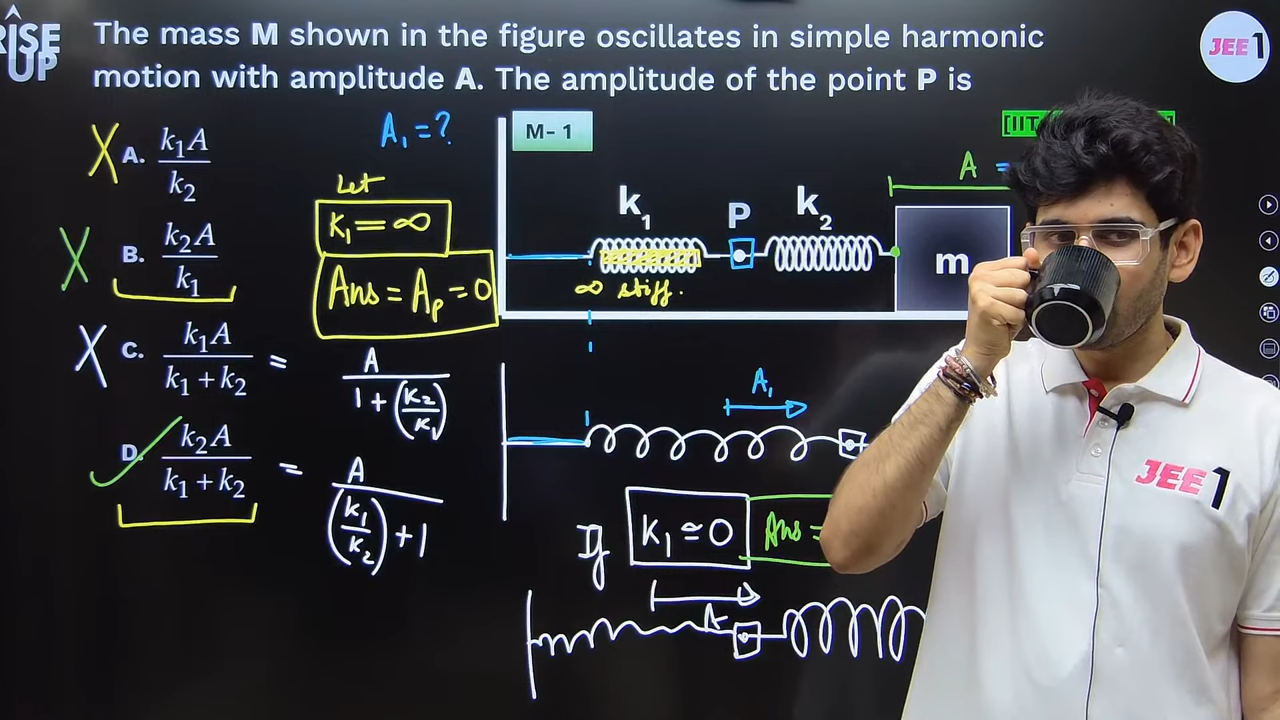 RISE
UP
The mass M shown in the figure oscillates in simple harmonic
motion with amplitude A. The amplitude of the point P is
JEE 1
X A. k₁A / k₂
X B. k₂A / k₁
X C. k₁A / (k₁ + k₂) = A / (1 + (K₂/K₁))
D. k₂A / (k₁ + k₂) = A / ((K₁/K₂) + 1)
A₁ = ?
Let
K₁ = ∞
Ans = Aₚ = 0
M- 1
[IIT
A =
k₁
P
k₂
m
∞ stiff.
A₁
If K₁ ≃ 0 Ans =
A
JEE 1